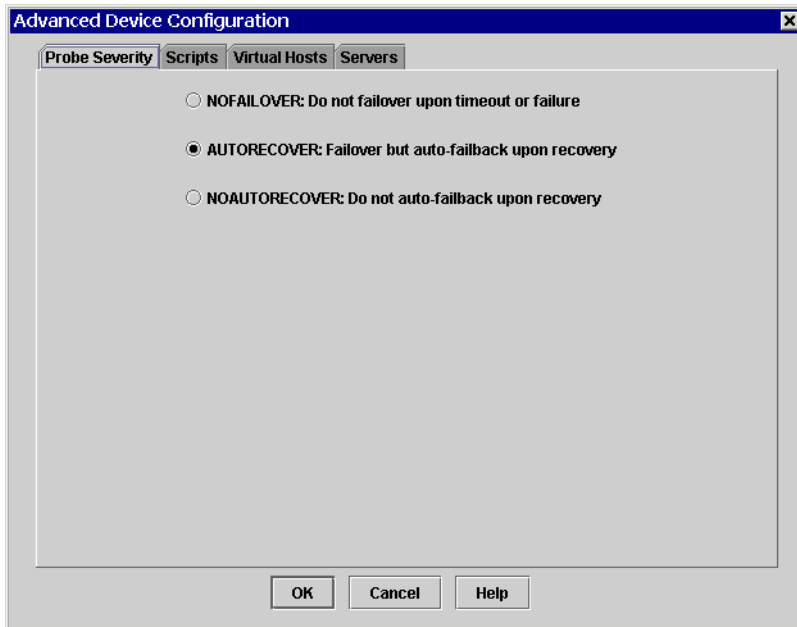 Advanced Device Configuration
Probe Severity Scripts Virtual Hosts Servers
NOFAILOVER: Do not failover upon timeout or failure
AUTORECOVER: Failover but auto-failback upon recovery
NOAUTORECOVER: Do not auto-failback upon recovery
OK Cancel Help